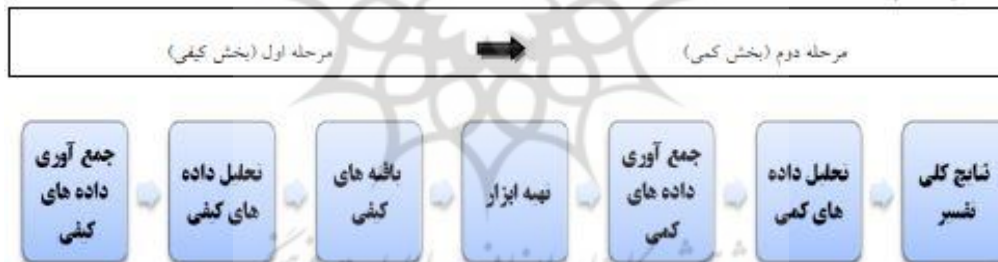 مرحله اول (بخش کیفی)
مرحله دوم (بخش کمی)
جمع آوری
داده های
کیفی
تحلیل داده
های کیفی
یافته های
کیفی
تهیه ابزار
جمع آوری
داده های
کمی
تحلیل داده
های کمی
نتایج کلی
تفسیر